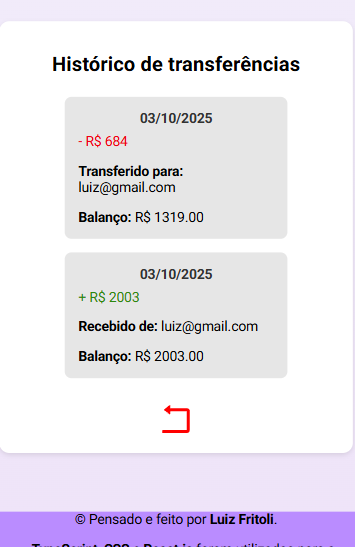 Histórico de transferências
03/10/2025
- R$ 684
Transferido para:
luiz@gmail.com
Balanço: R$ 1319.00
03/10/2025
+ R$ 2003
Recebido de: luiz@gmail.com
Balanço: R$ 2003.00
© Pensado e feito por Luiz Fritoli.